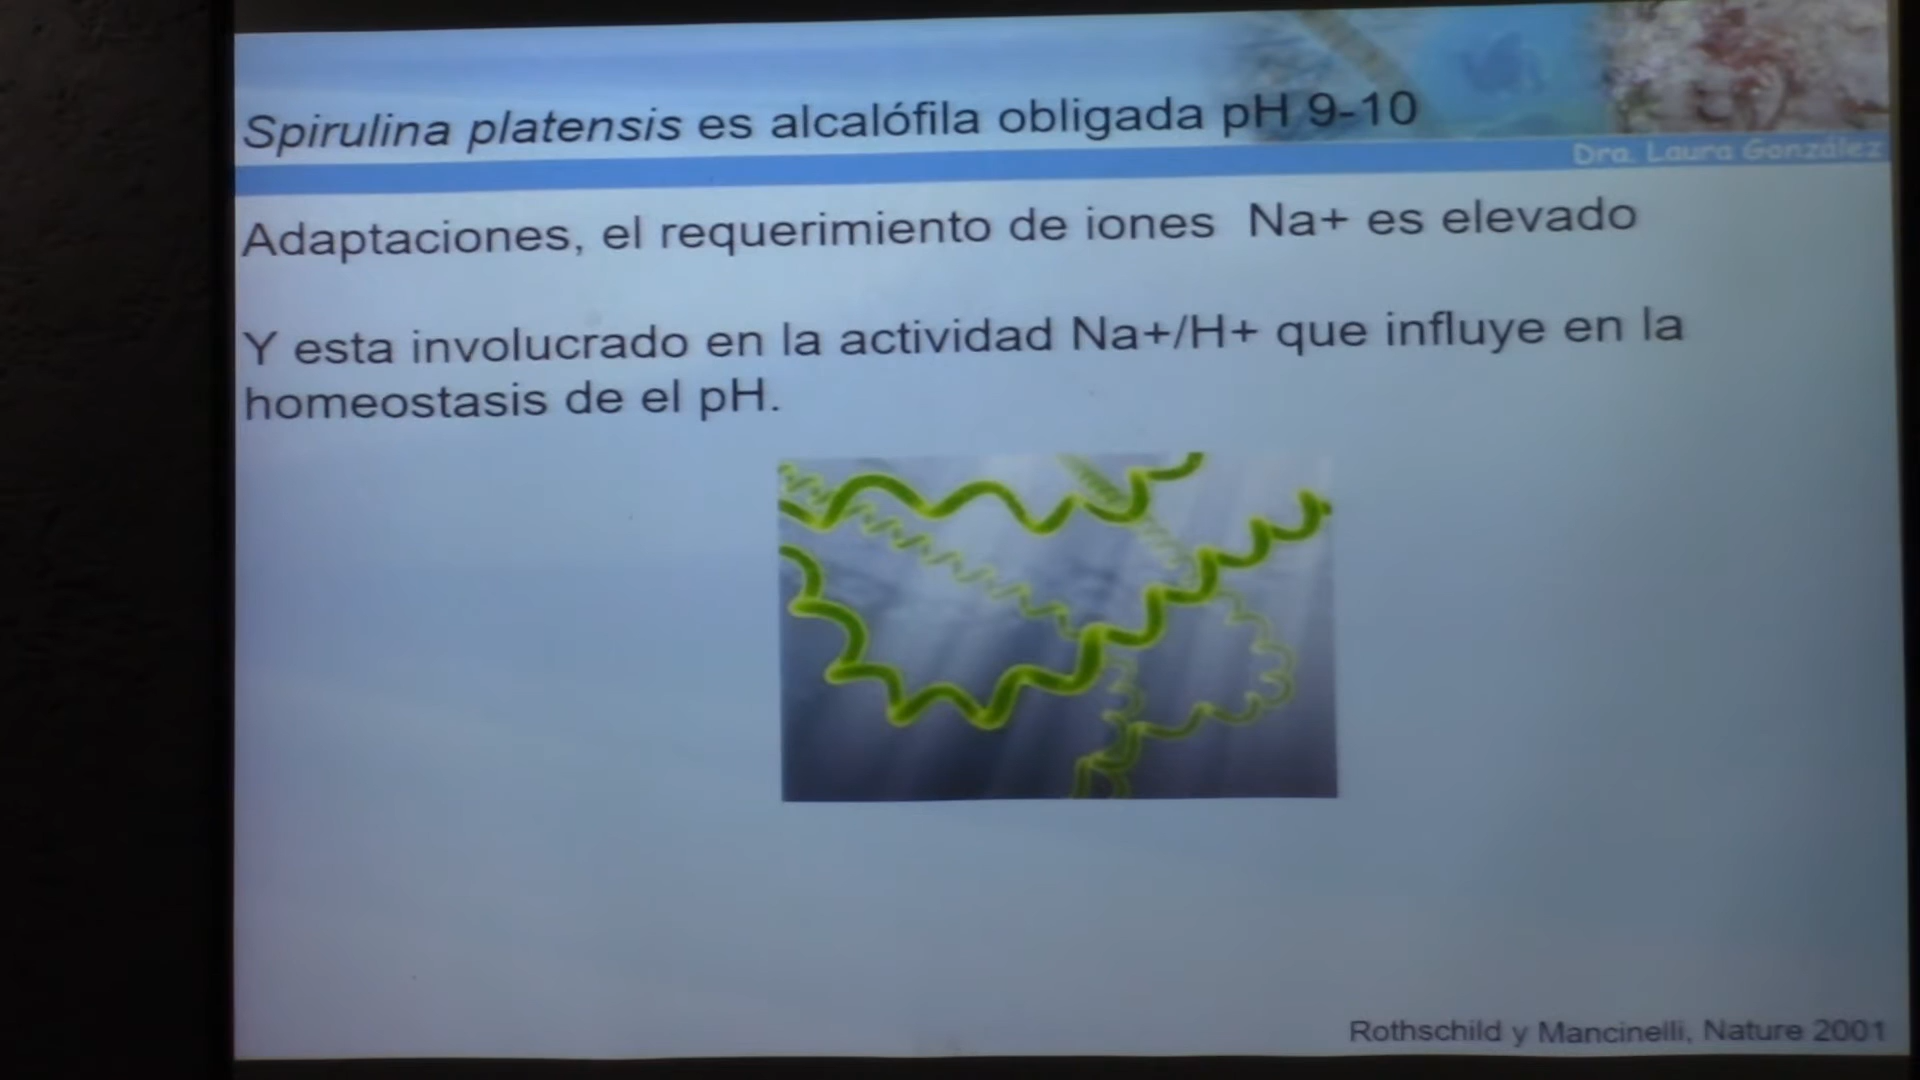 Spirulina platensis es alcalófila obligada pH 9-10
Dra. Laura González
Adaptaciones, el requerimiento de iones Na+ es elevado
Y esta involucrado en la actividad Na+/H+ que influye en la
homeostasis de el pH.
Rothschild y Mancinelli, Nature 2001